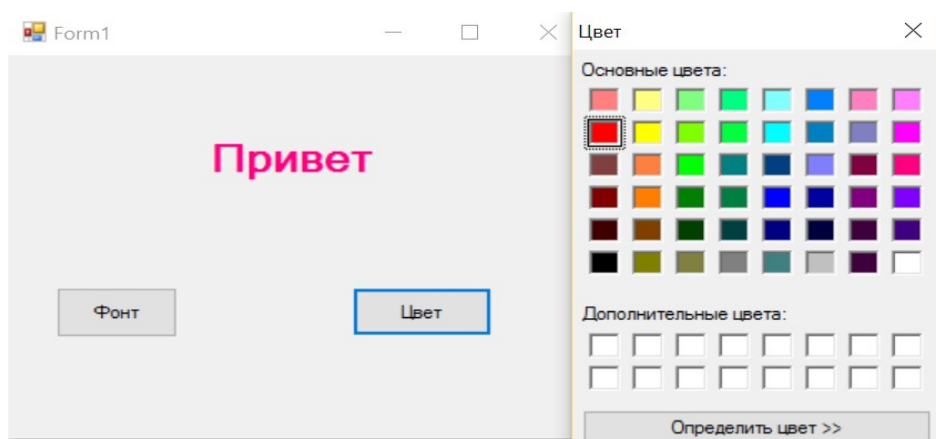 Form1
Привет
Фонт
Цвет
Цвет
Основные цвета:
Дополнительные цвета:
Определить цвет >>